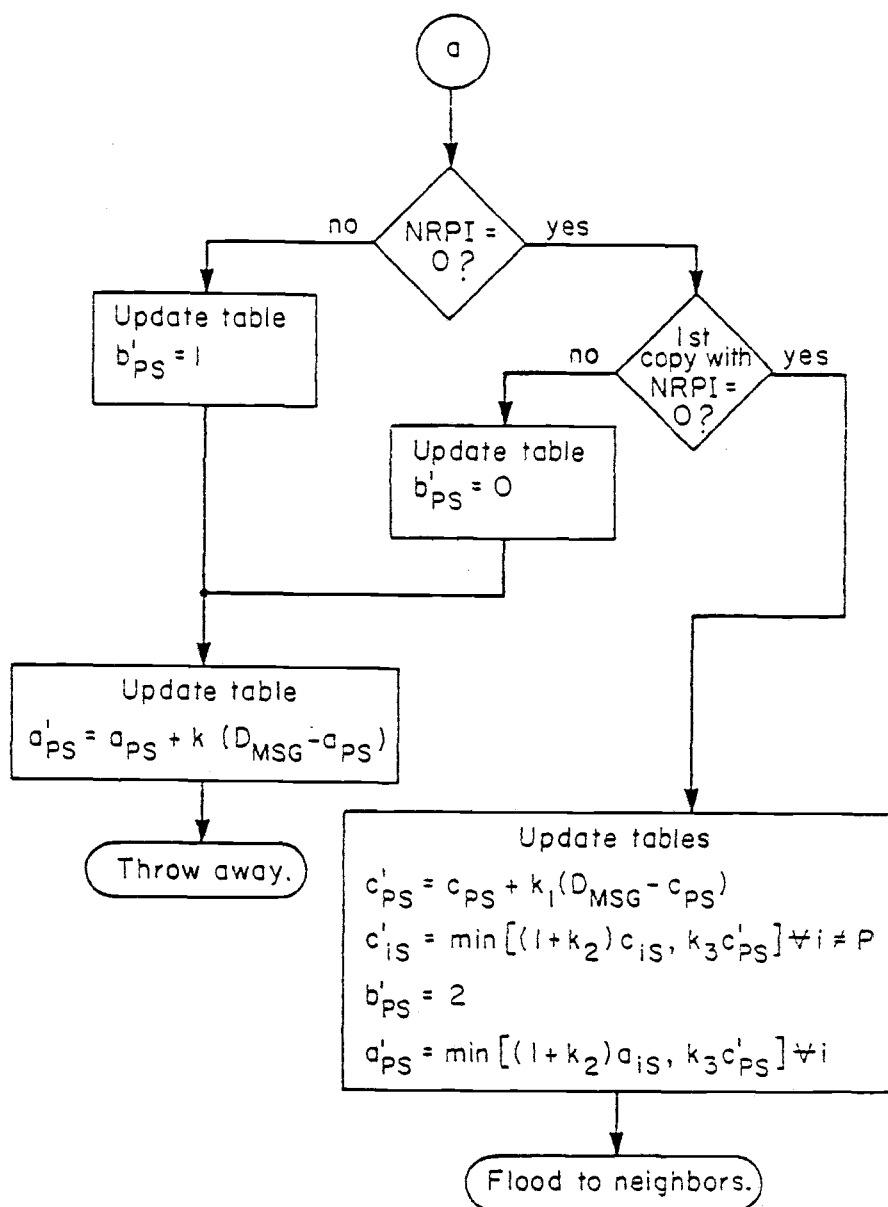 a
NRPI =
0?
no
yes
Update table
b'PS = 1
1st
copy with
NRPI =
0?
no
yes
Update table
b'PS = 0
Update table
a'PS = aPS + k (DMSG - aPS)
Throw away.
Update tables
c'PS = cPS + k1(DMSG - cPS)
c'iS = min[(1+k2)ciS, k3c'PS] ∀ i ≠ P
b'PS = 2
a'PS = min[(1+k2)aiS, k3c'PS] ∀ i
Flood to neighbors.